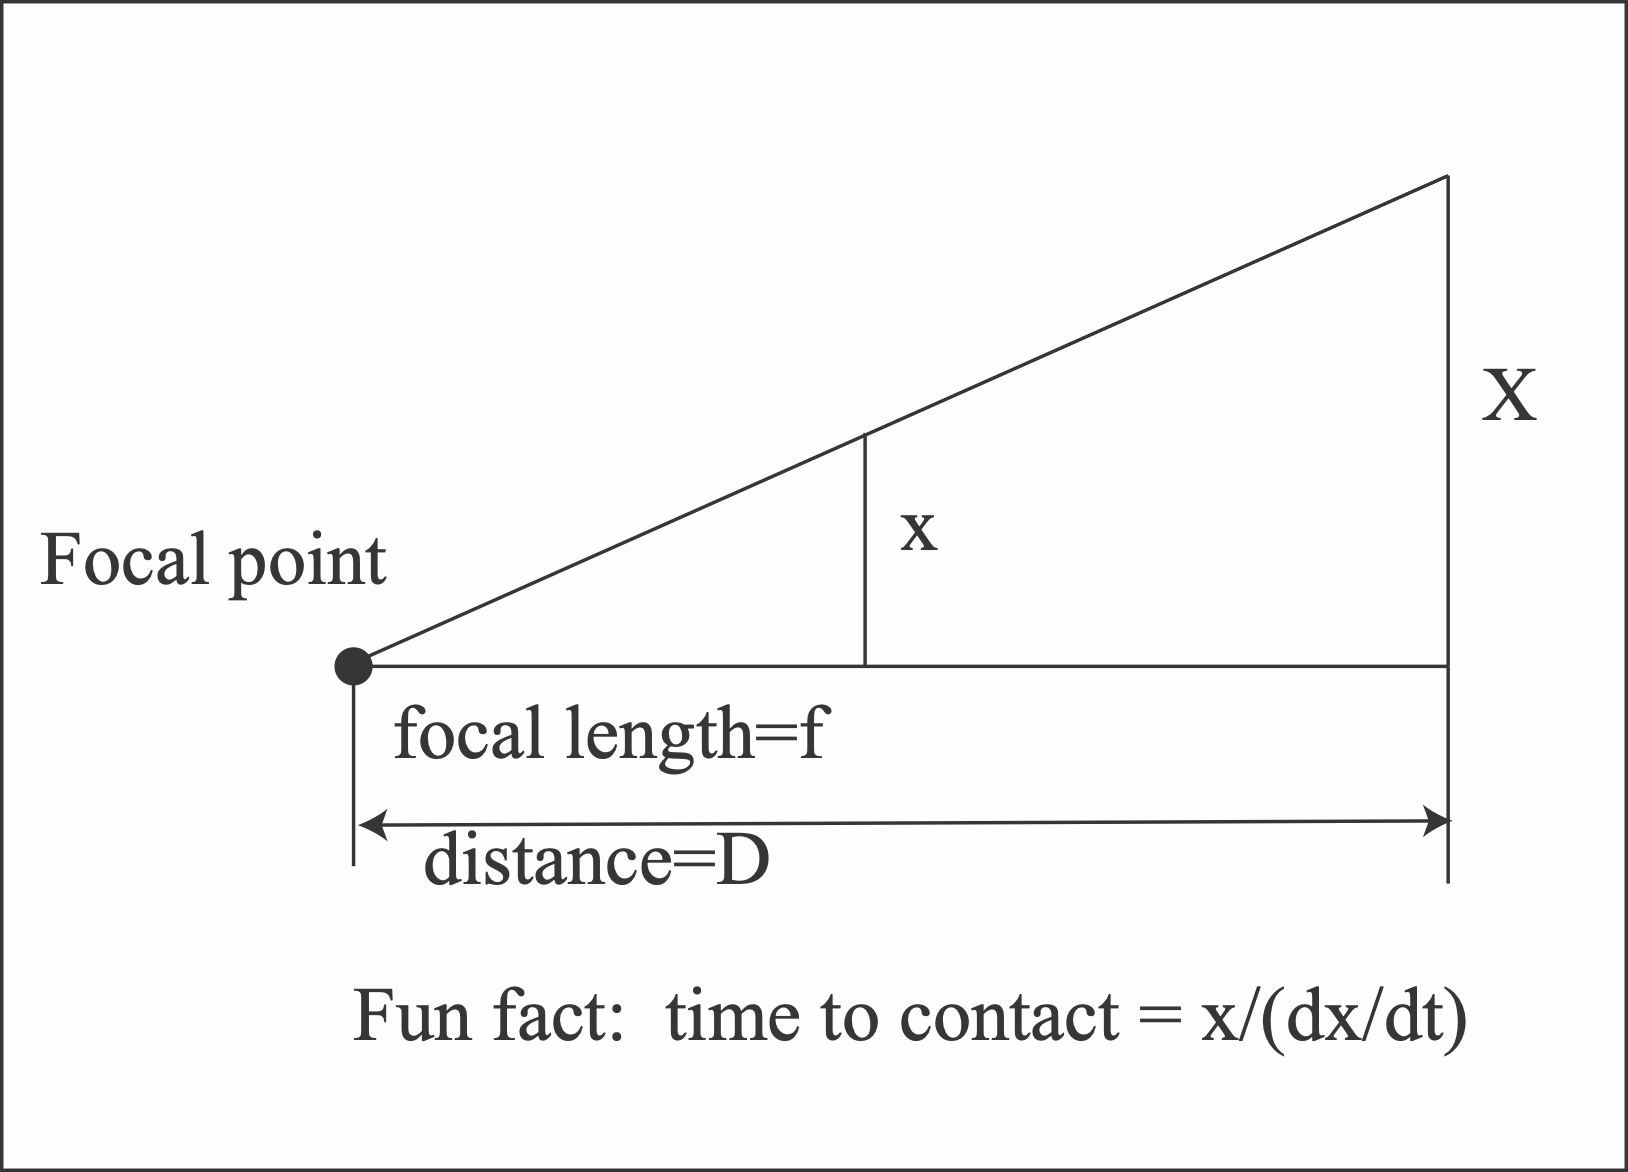 X
x
Focal point
focal length=f
distance=D
Fun fact: time to contact = x/(dx/dt)